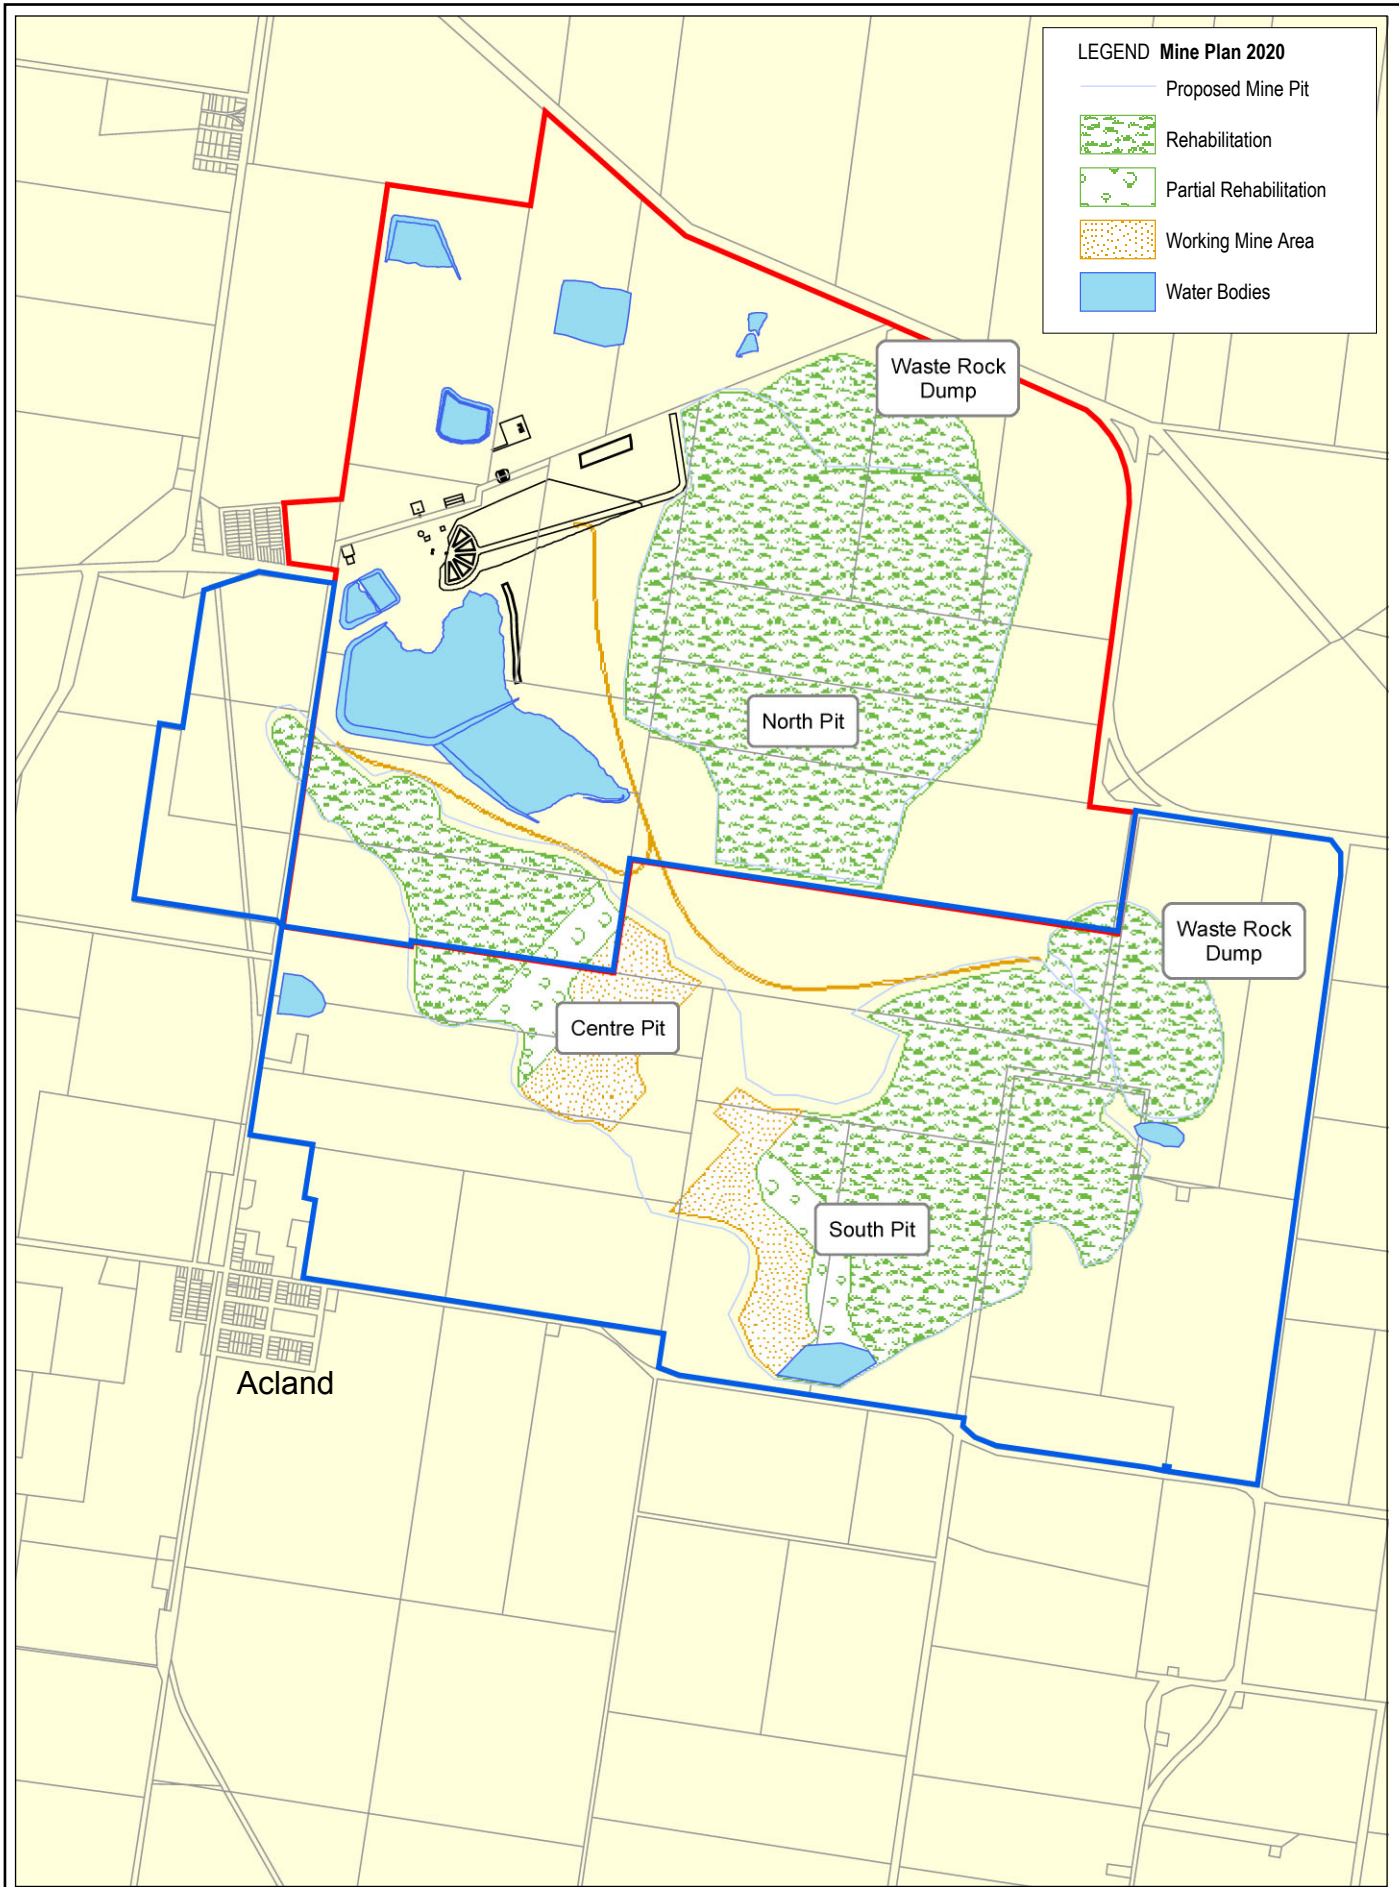 LEGEND Mine Plan 2020
Proposed Mine Pit
Rehabilitation
Partial Rehabilitation
Working Mine Area
Water Bodies
Waste Rock
Dump
North Pit
Waste Rock
Dump
Centre Pit
South Pit
Acland